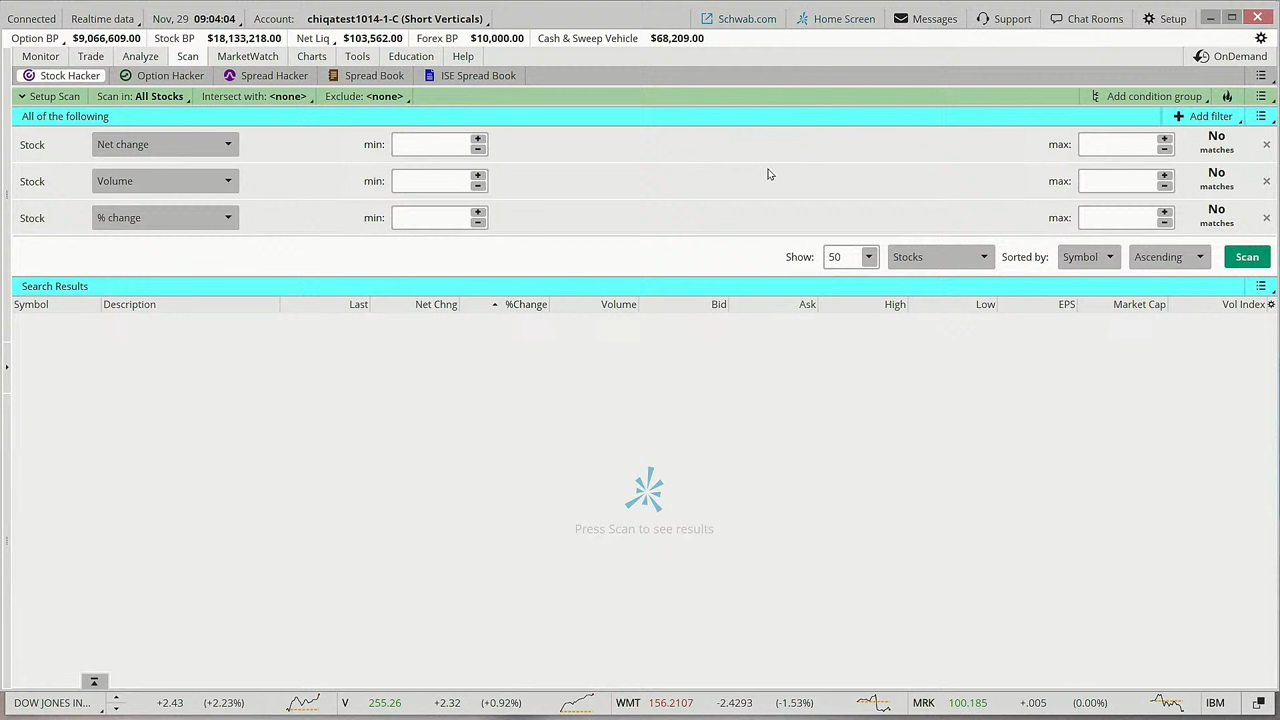 Connected Realtime data Nov, 29 09:04:04 Account: chiqatest1014-1-C (Short Verticals) Schwab.com Home Screen Messages Support Chat Rooms Setup
Option BP $9,066,609.00 Stock BP $18,133,218.00 Net Liq $103,562.00 Forex BP $10,000.00 Cash & Sweep Vehicle $68,209.00
Monitor Trade Analyze Scan MarketWatch Charts Tools Education Help OnDemand
Stock Hacker Option Hacker Spread Hacker Spread Book ISE Spread Book
Setup Scan Scan in: All Stocks Intersect with: <none> Exclude: <none> Add condition group
All of the following Add filter
Stock Net change min: max: No matches
Stock Volume min: max: No matches
Stock % change min: max: No matches
Show: 50 Stocks Sorted by: Symbol Ascending Scan
Search Results
Symbol Description Last Net Chng %Change Volume Bid Ask High Low EPS Market Cap Vol Index
Press Scan to see results
DOW JONES IN... +2.43 (+2.23%) V 255.26 +2.32 (+0.92%) WMT 156.2107 -2.4293 (-1.53%) MRK 100.185 +.005 (0.00%) IBM